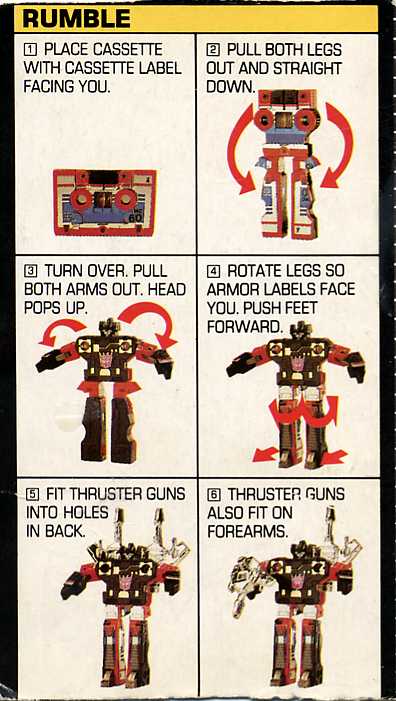 RUMBLE
1 PLACE CASSETTE
WITH CASSETTE LABEL
FACING YOU.
60
2 PULL BOTH LEGS
OUT AND STRAIGHT
DOWN.
3 TURN OVER. PULL
BOTH ARMS OUT. HEAD
POPS UP.
4 ROTATE LEGS SO
ARMOR LABELS FACE
YOU. PUSH FEET
FORWARD.
5 FIT THRUSTER GUNS
INTO HOLES
IN BACK.
6 THRUSTER GUNS
ALSO FIT ON
FOREARMS.